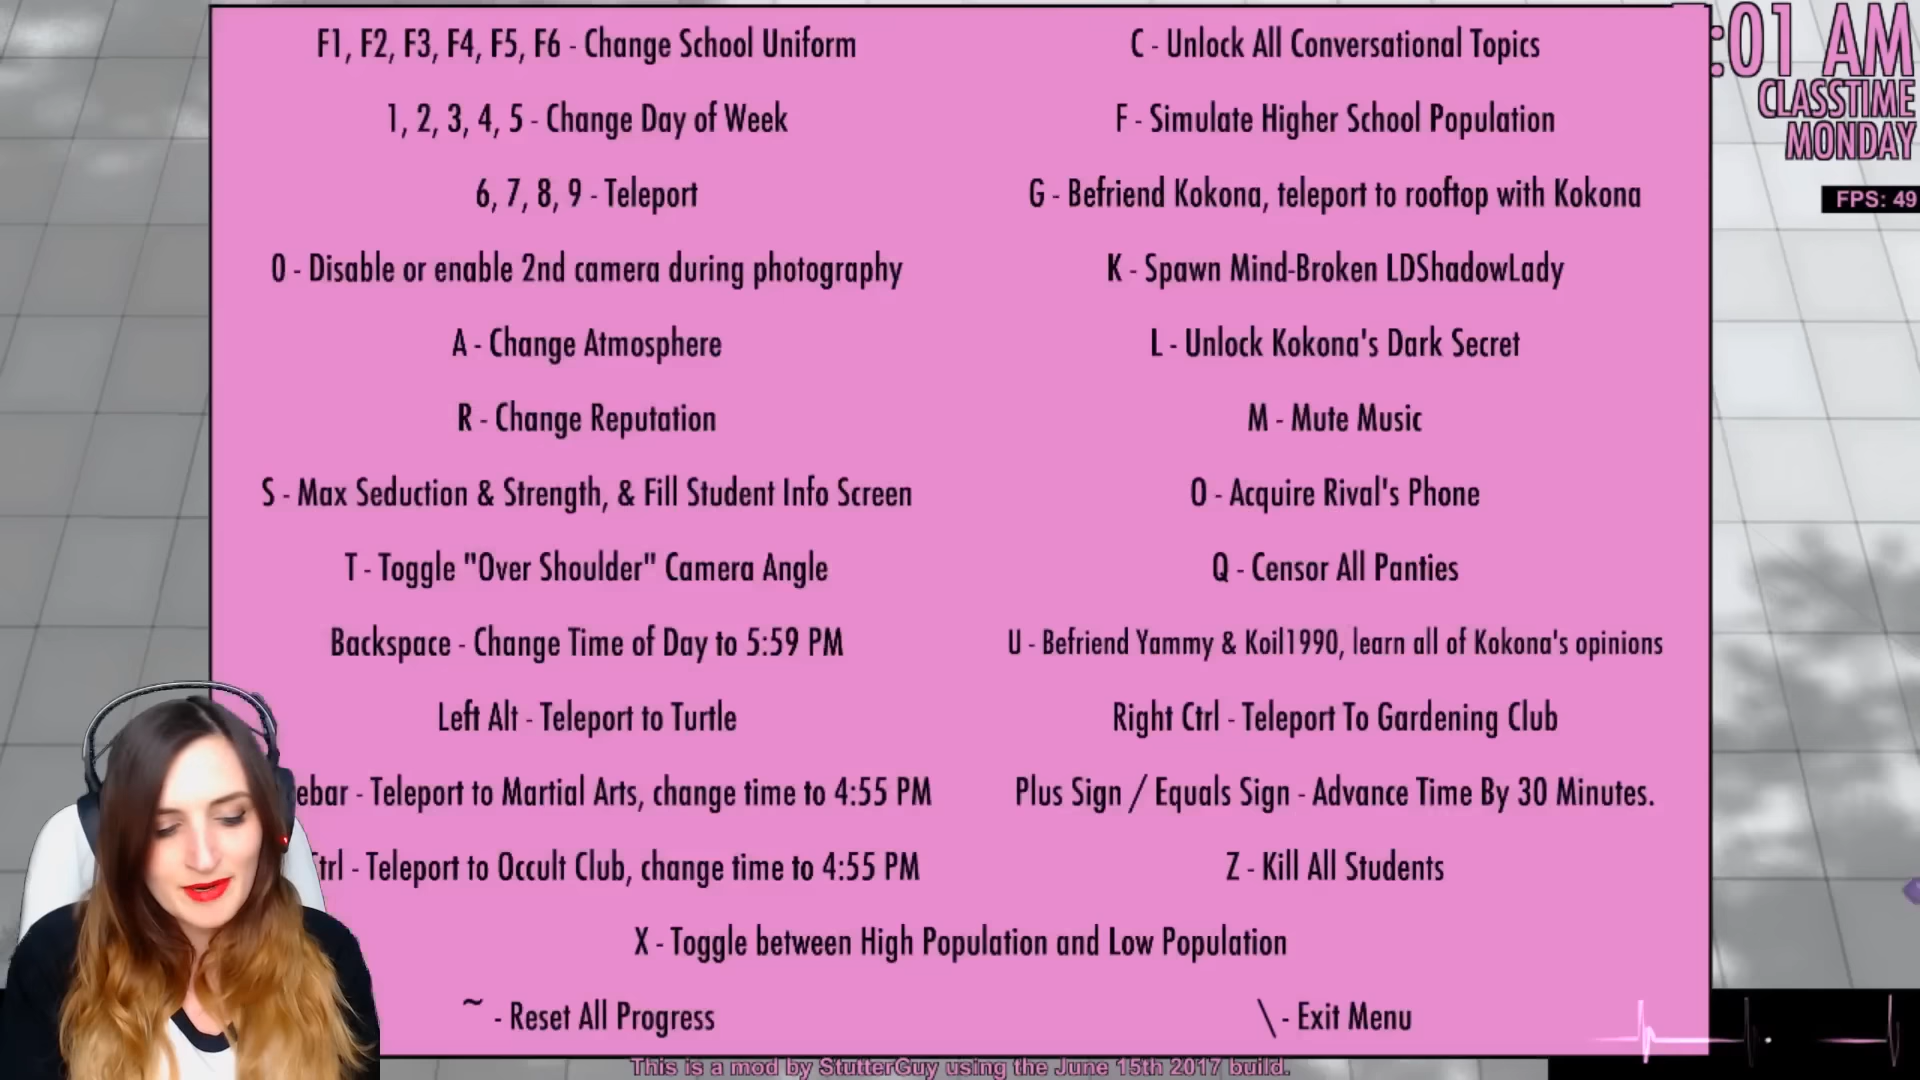 F1, F2, F3, F4, F5, F6 - Change School Uniform
1, 2, 3, 4, 5 - Change Day of Week
6, 7, 8, 9 - Teleport
0 - Disable or enable 2nd camera during photography
A - Change Atmosphere
R - Change Reputation
S - Max Seduction & Strength, & Fill Student Info Screen
T - Toggle "Over Shoulder" Camera Angle
Backspace - Change Time of Day to 5:59 PM
Left Alt - Teleport to Turtle
ebar - Teleport to Martial Arts, change time to 4:55 PM
trl - Teleport to Occult Club, change time to 4:55 PM
C - Unlock All Conversational Topics
F - Simulate Higher School Population
G - Befriend Kokona, teleport to rooftop with Kokona
K - Spawn Mind-Broken LDShadowLady
L - Unlock Kokona's Dark Secret
M - Mute Music
O - Acquire Rival's Phone
Q - Censor All Panties
U - Befriend Yammy & Koil1990, learn all of Kokona's opinions
Right Ctrl - Teleport To Gardening Club
Plus Sign / Equals Sign - Advance Time By 30 Minutes.
Z - Kill All Students
X - Toggle between High Population and Low Population
~ - Reset All Progress
\ - Exit Menu
:01 AM
CLASSTIME
MONDAY
FPS: 49
This is a mod by StutterGuy using the June 15th 2017 build.